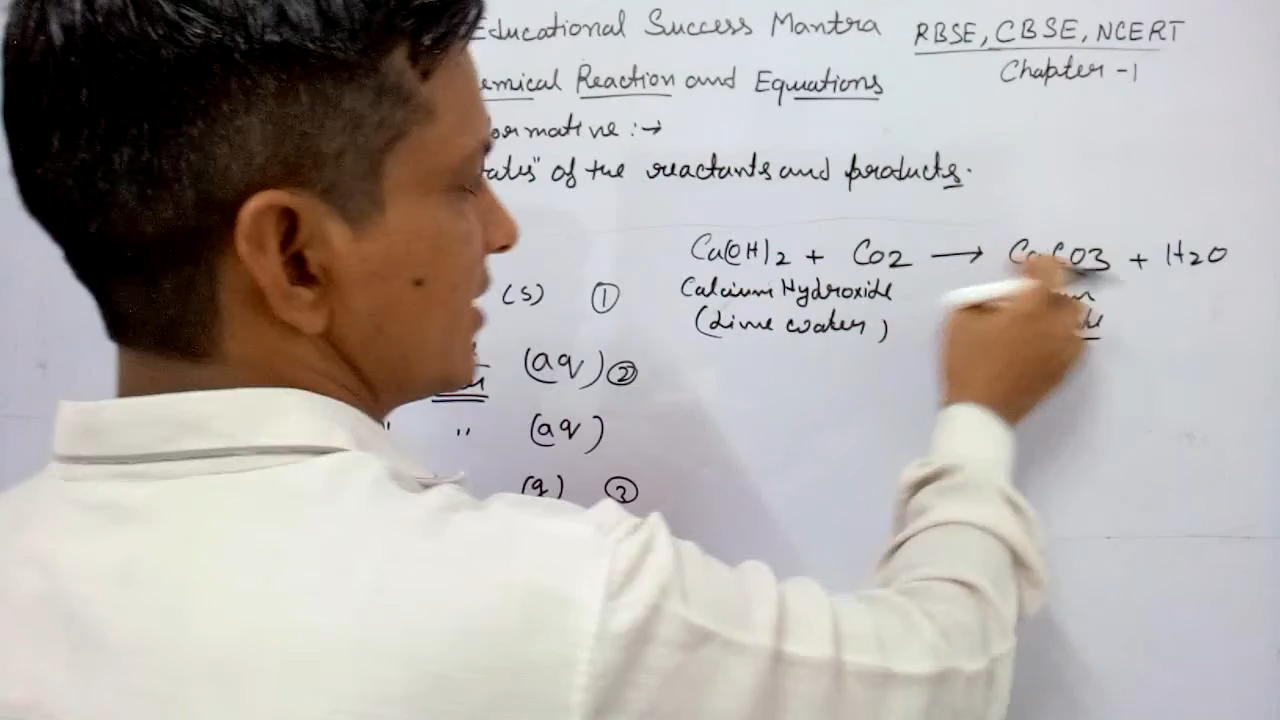 Educational Success Mantra RBSE, CBSE, NCERT
Chapter -1
emical Reaction and Equations
ormative :→
ates" of the reactants and products.
Ca(OH)2 + Co2 → CaCO3 + H2O
Calcium Hydroxide
(Lime water)
(s) 1
(aq) 2
" (aq)
(g) 3